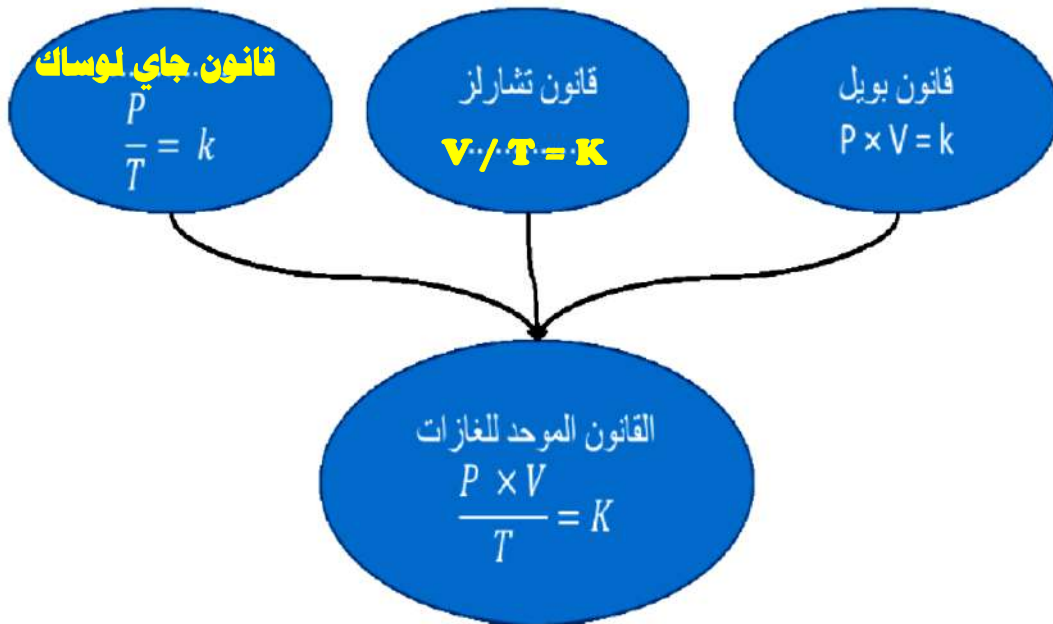 قانون بويل
P × V = k
قانون تشارلز
V / T = K
قانون جاي لوساك
P
T
= k
القانون الموحد للغازات
P × V
T
= K